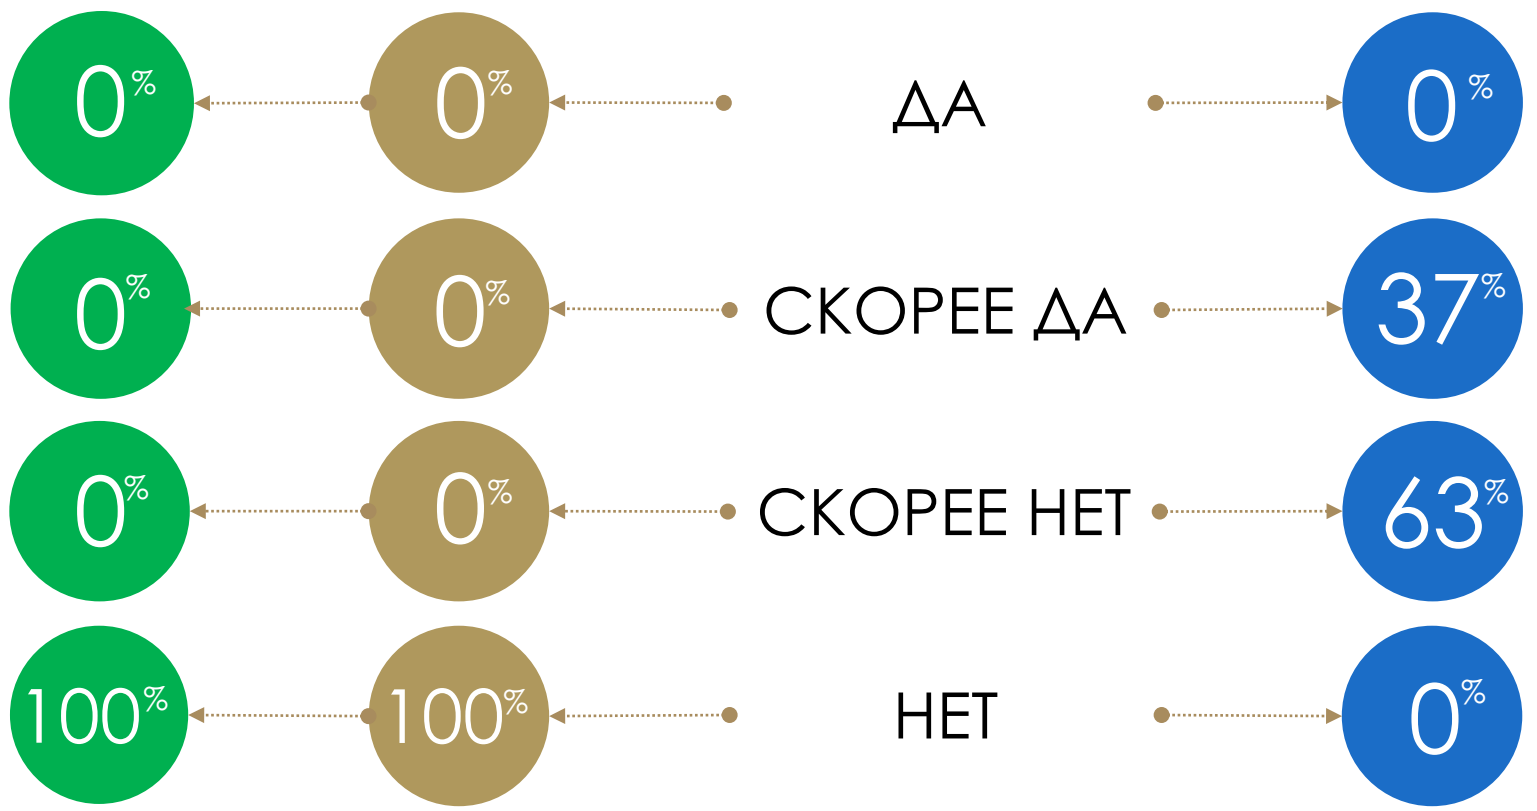 0% 0% ДА 0%
0% 0% СКОРЕЕ ДА 37%
0% 0% СКОРЕЕ НЕТ 63%
100% 100% НЕТ 0%